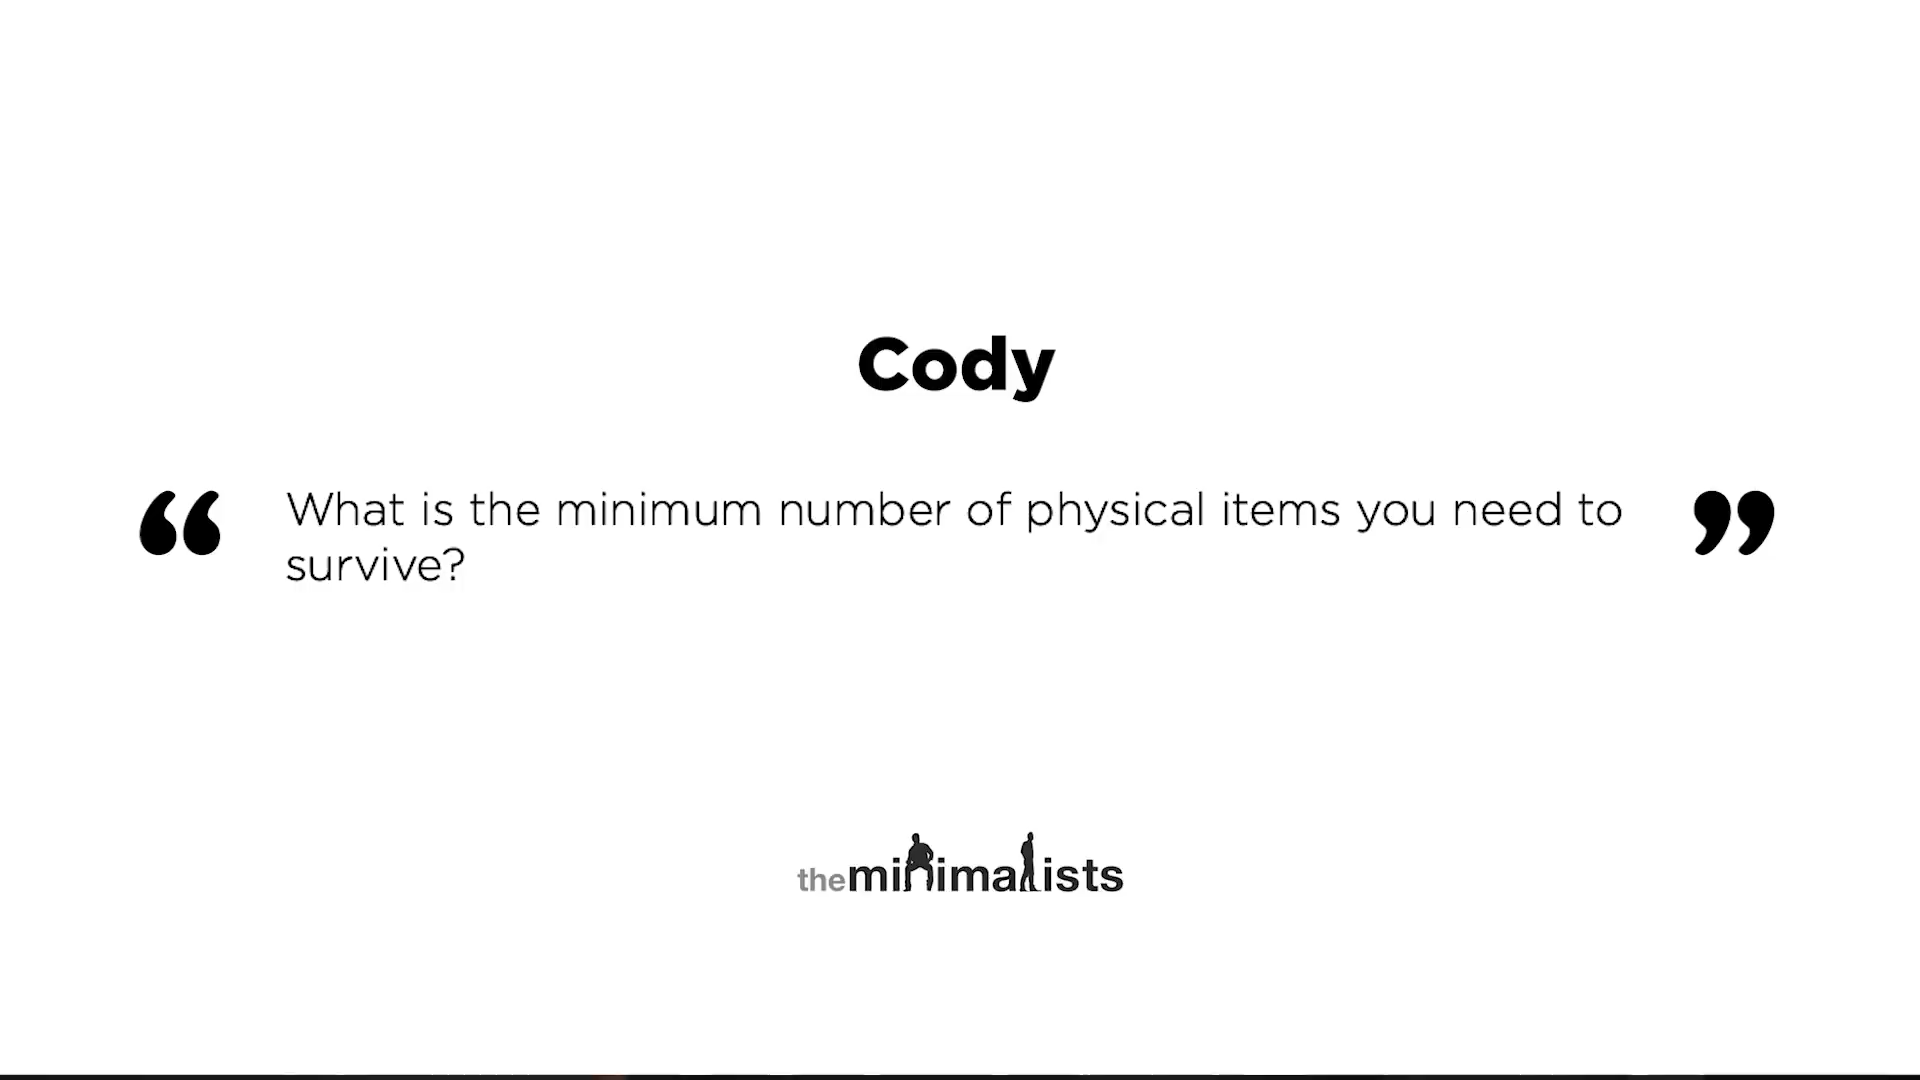 Cody
“ What is the minimum number of physical items you need to ”
survive?
theminimalists